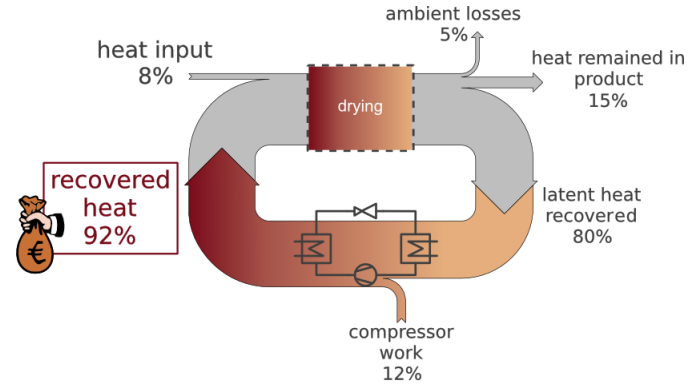 ambient losses
5%
heat input
8%
heat remained in
product
15%
drying
recovered
heat
92%
€
latent heat
recovered
80%
compressor
work
12%